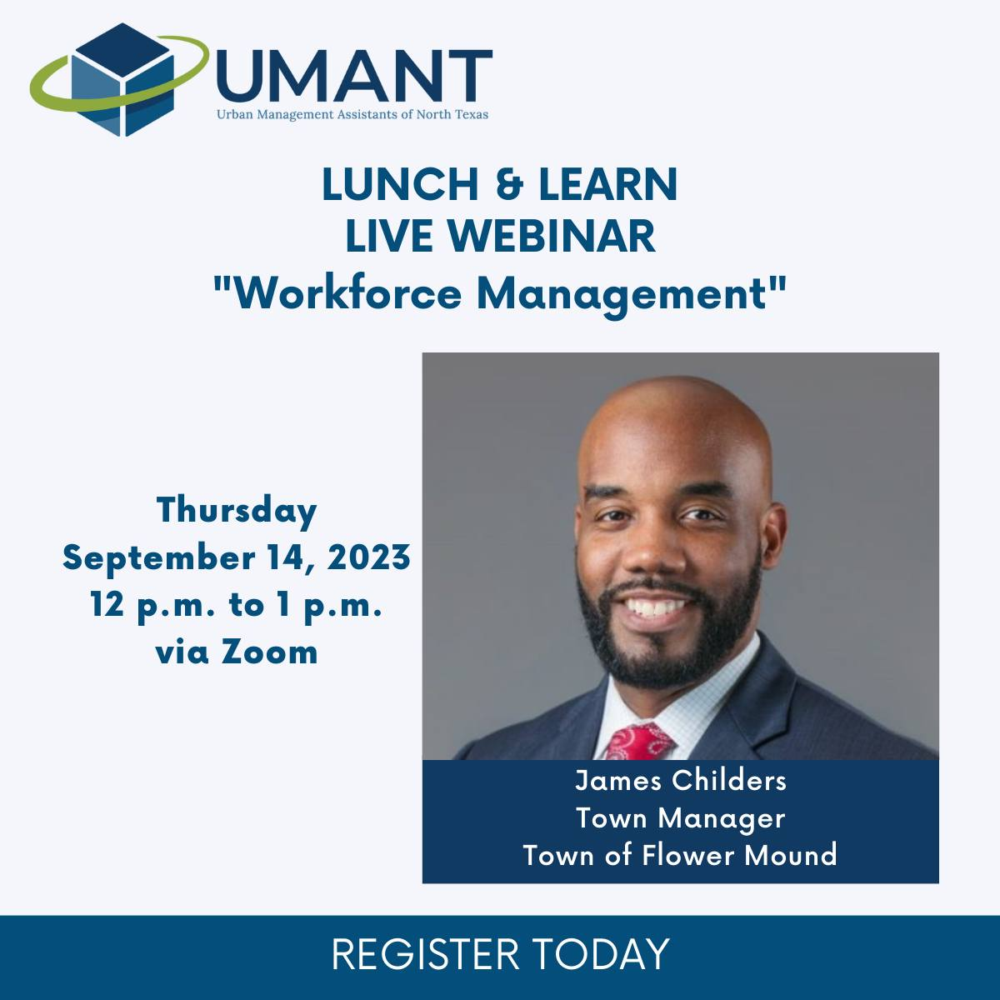 UMANT
Urban Management Assistants of North Texas
LUNCH & LEARN
LIVE WEBINAR
"Workforce Management"
Thursday
September 14, 2023
12 p.m. to 1 p.m.
via Zoom
James Childers
Town Manager
Town of Flower Mound
REGISTER TODAY